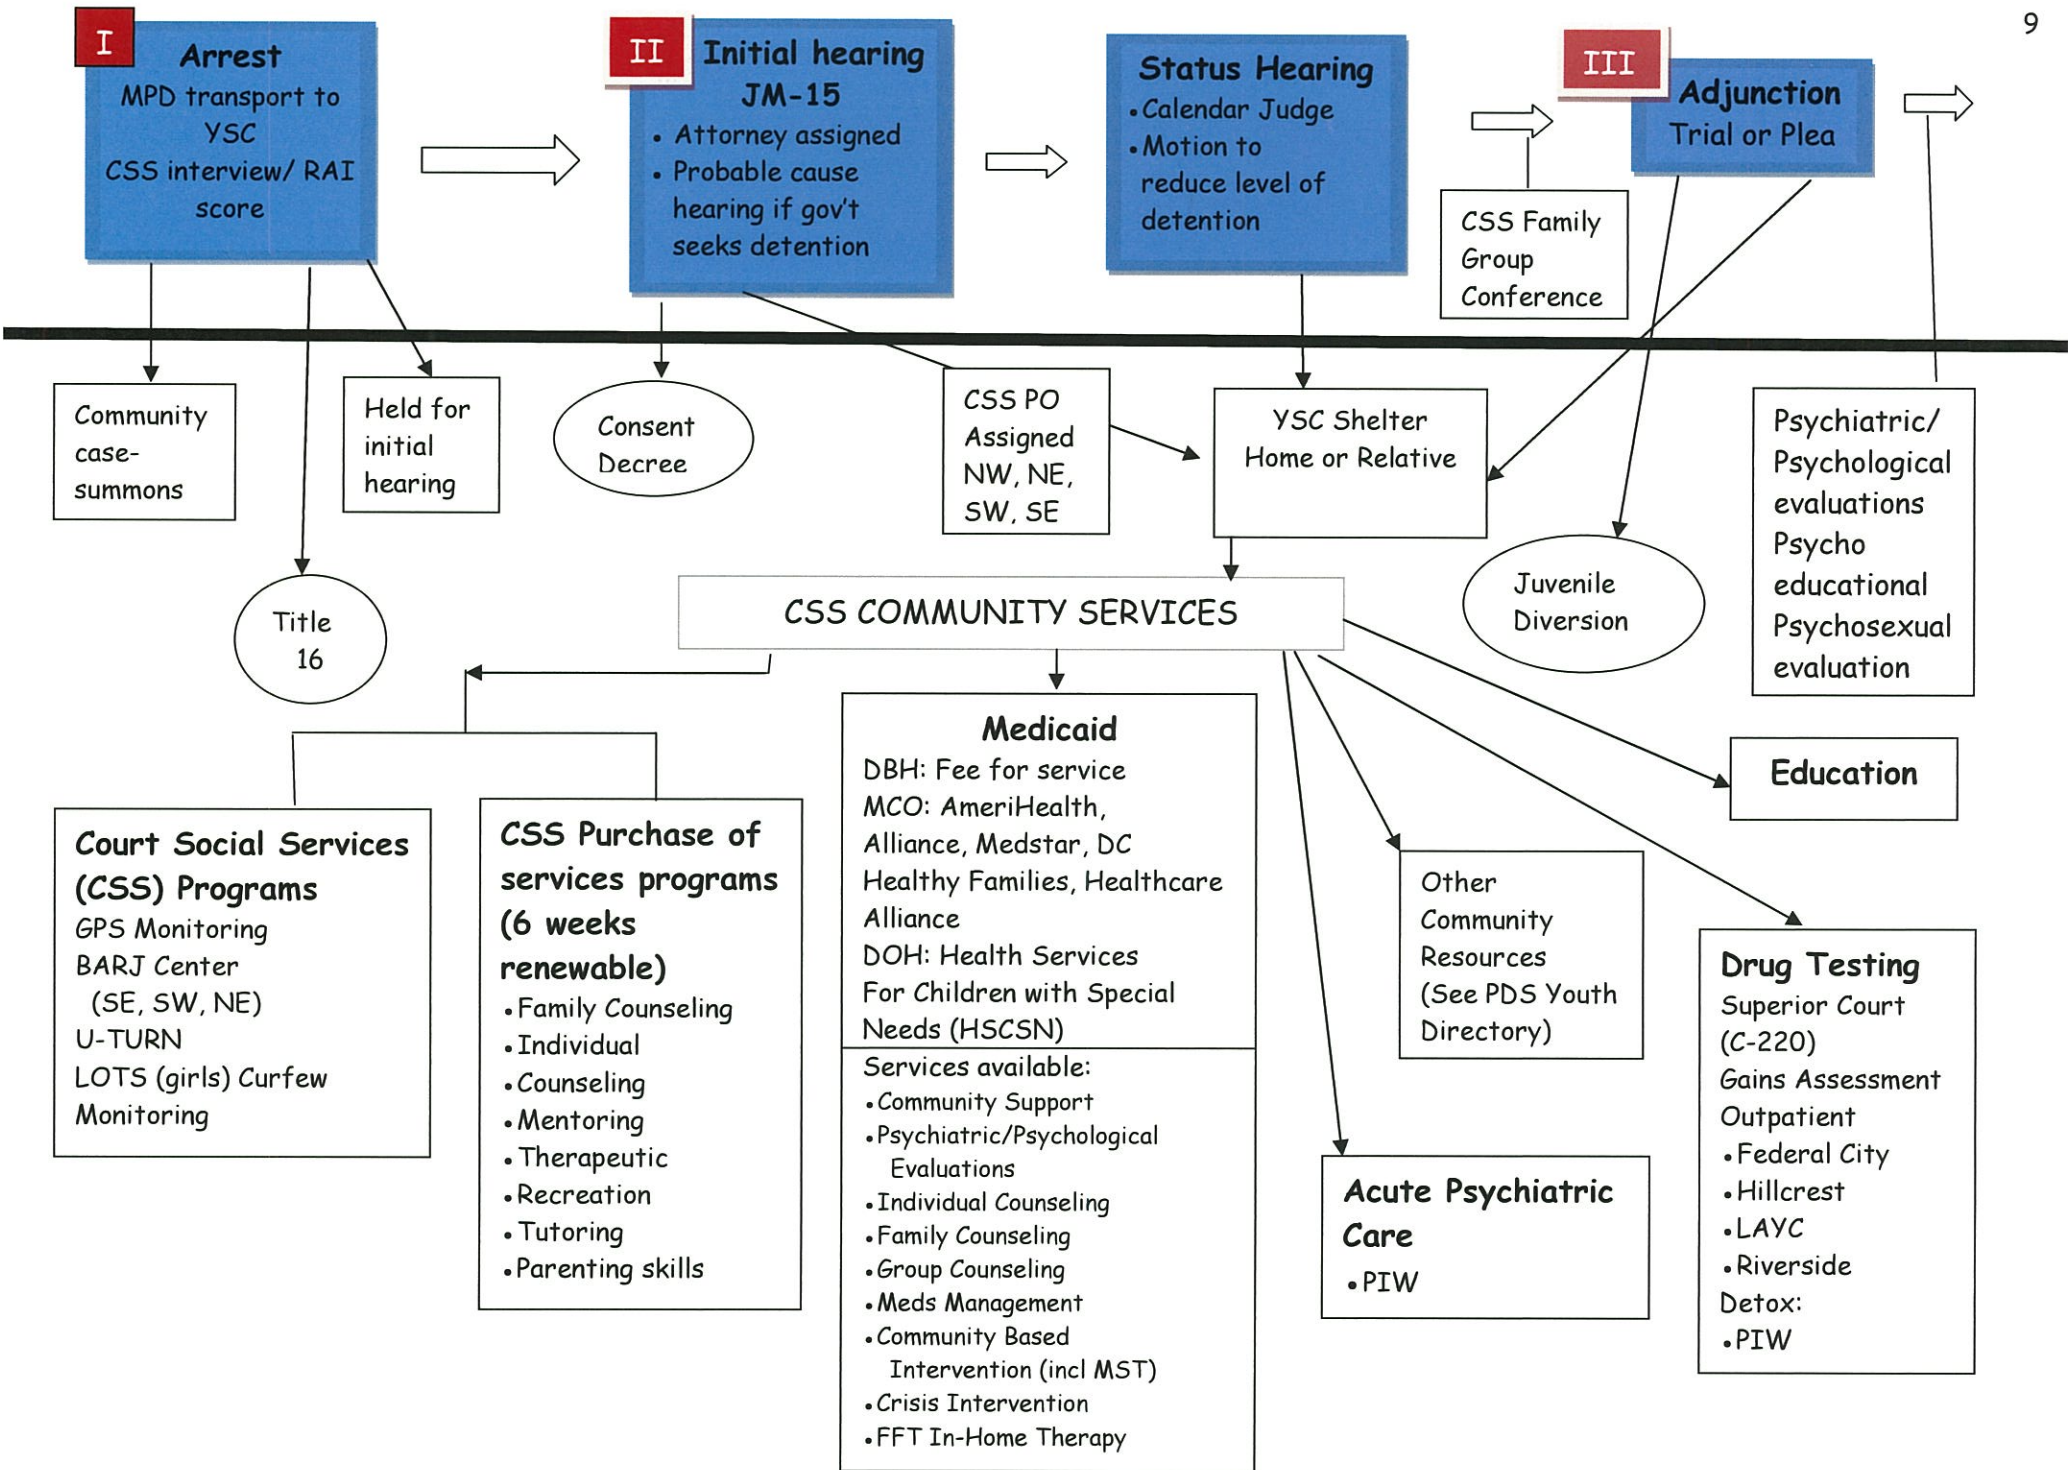 9
I
Arrest
MPD transport to
YSC
CSS interview/ RAI
score
II
Initial hearing
JM-15
• Attorney assigned
• Probable cause
hearing if gov't
seeks detention
Status Hearing
• Calendar Judge
• Motion to
reduce level of
detention
III
Adjunction
Trial or Plea
CSS Family
Group
Conference
Community
case-
summons
Held for
initial
hearing
Consent
Decree
CSS PO
Assigned
NW, NE,
SW, SE
YSC Shelter
Home or Relative
Psychiatric/
Psychological
evaluations
Psycho
educational
Psychosexual
evaluation
Title
16
CSS COMMUNITY SERVICES
Juvenile
Diversion
Court Social Services
(CSS) Programs
GPS Monitoring
BARJ Center
(SE, SW, NE)
U-TURN
LOTS (girls) Curfew
Monitoring
CSS Purchase of
services programs
(6 weeks
renewable)
• Family Counseling
• Individual
• Counseling
• Mentoring
• Therapeutic
• Recreation
• Tutoring
• Parenting skills
Medicaid
DBH: Fee for service
MCO: AmeriHealth,
Alliance, Medstar, DC
Healthy Families, Healthcare
Alliance
DOH: Health Services
For Children with Special
Needs (HSCSN)
Services available:
• Community Support
• Psychiatric/Psychological
Evaluations
• Individual Counseling
• Family Counseling
• Group Counseling
• Meds Management
• Community Based
Intervention (incl MST)
• Crisis Intervention
• FFT In-Home Therapy
Other
Community
Resources
(See PDS Youth
Directory)
Education
Acute Psychiatric
Care
• PIW
Drug Testing
Superior Court
(C-220)
Gains Assessment
Outpatient
• Federal City
• Hillcrest
• LAYC
• Riverside
Detox:
• PIW